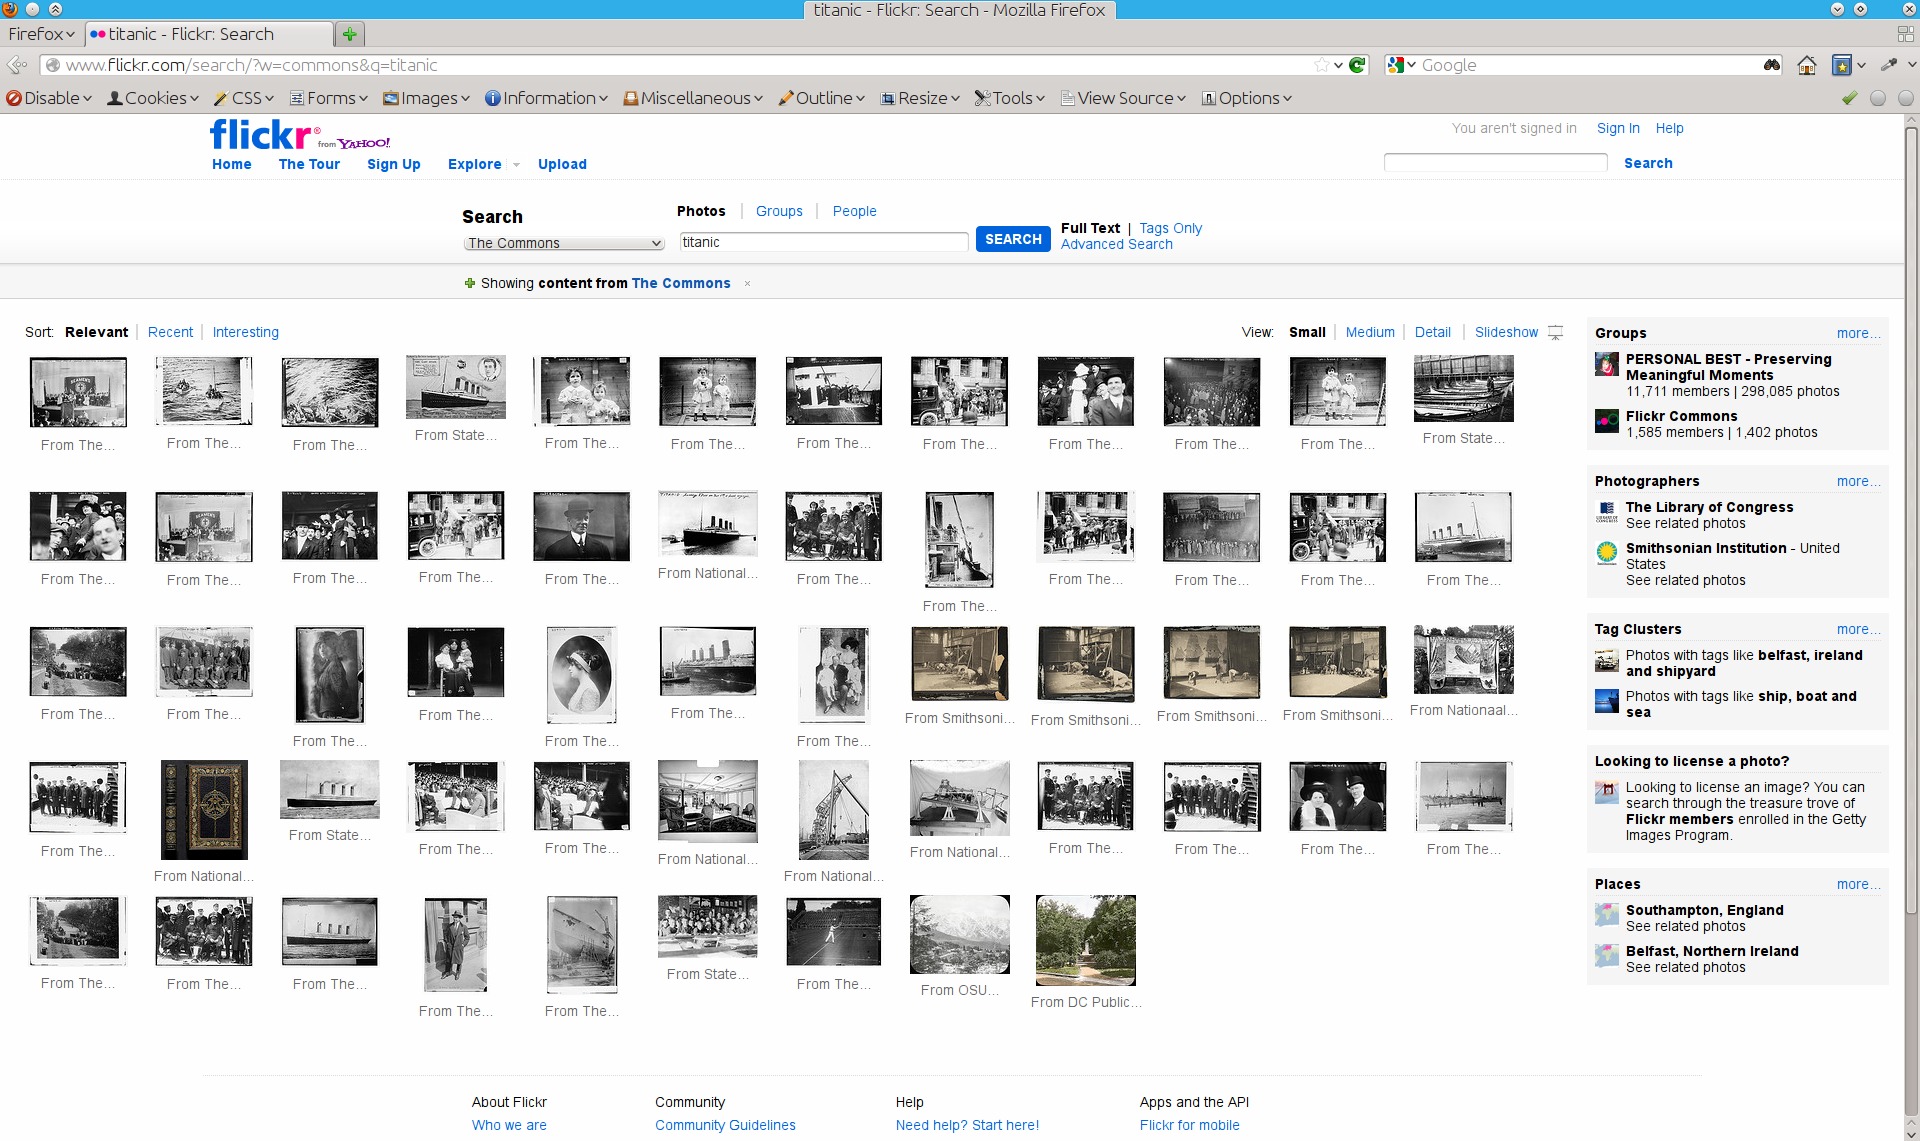 titanic - Flickr: Search - Mozilla Firefox
Firefox
titanic - Flickr: Search
www.flickr.com/search/?w=commons&q=titanic
Google
Disable Cookies CSS Forms Images Information Miscellaneous Outline Resize Tools View Source Options
flickr® from YAHOO!
You aren't signed in Sign In Help
Home The Tour Sign Up Explore Upload
Search
Search
Photos Groups People
The Commons
titanic
SEARCH
Full Text | Tags Only
Advanced Search
Showing content from The Commons ×
Sort: Relevant Recent Interesting
View: Small Medium Detail Slideshow
From The... From The... From The... From State... From The... From The... From The... From The... From The... From The... From The... From State...
From The... From The... From The... From The... From The... From National... From The... From The... From The... From The... From The... From The...
From The... From The... From The... From The... From The... From The... From The... From Smithsoni... From Smithsoni... From Smithsoni... From Smithsoni... From Nationaal...
From The... From National... From State... From The... From The... From National... From National... From National... From The... From The... From The... From The...
From The... From The... From The... From The... From The... From State... From The... From OSU... From DC Public...
Groups more...
PERSONAL BEST - Preserving
Meaningful Moments
11,711 members | 298,085 photos
Flickr Commons
1,585 members | 1,402 photos
Photographers more...
The Library of Congress
See related photos
Smithsonian Institution - United
States
See related photos
Tag Clusters more...
Photos with tags like belfast, ireland
and shipyard
Photos with tags like ship, boat and
sea
Looking to license a photo?
Looking to license an image? You can
search through the treasure trove of
Flickr members enrolled in the Getty
Images Program.
Places more...
Southampton, England
See related photos
Belfast, Northern Ireland
See related photos
About Flickr Community Help Apps and the API
Who we are Community Guidelines Need help? Start here! Flickr for mobile